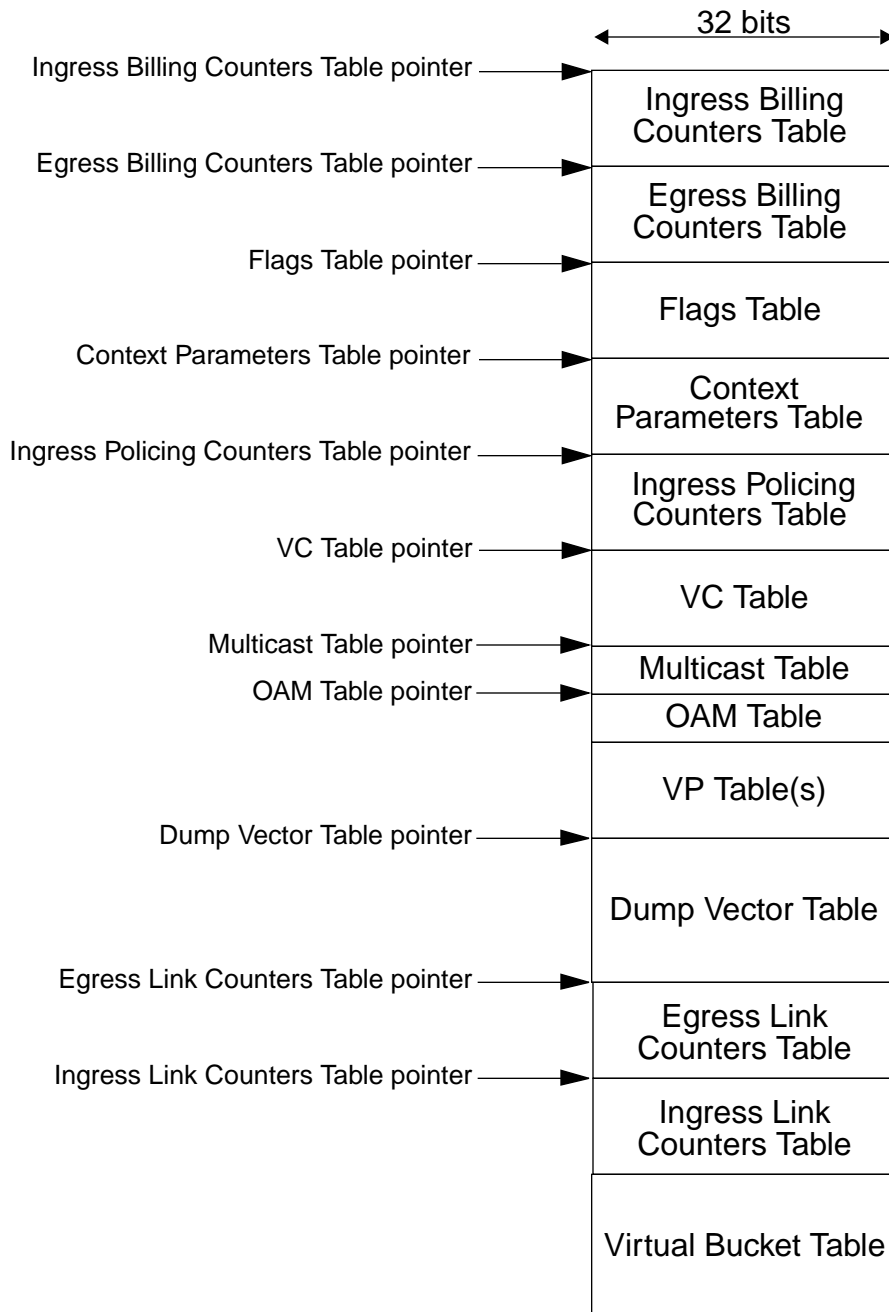 32 bits
Ingress Billing Counters Table pointer
Ingress Billing
Counters Table
Egress Billing Counters Table pointer
Egress Billing
Counters Table
Flags Table pointer
Flags Table
Context Parameters Table pointer
Context
Parameters Table
Ingress Policing Counters Table pointer
Ingress Policing
Counters Table
VC Table pointer
VC Table
Multicast Table pointer
Multicast Table
OAM Table pointer
OAM Table
VP Table(s)
Dump Vector Table pointer
Dump Vector Table
Egress Link Counters Table pointer
Egress Link
Counters Table
Ingress Link Counters Table pointer
Ingress Link
Counters Table
Virtual Bucket Table